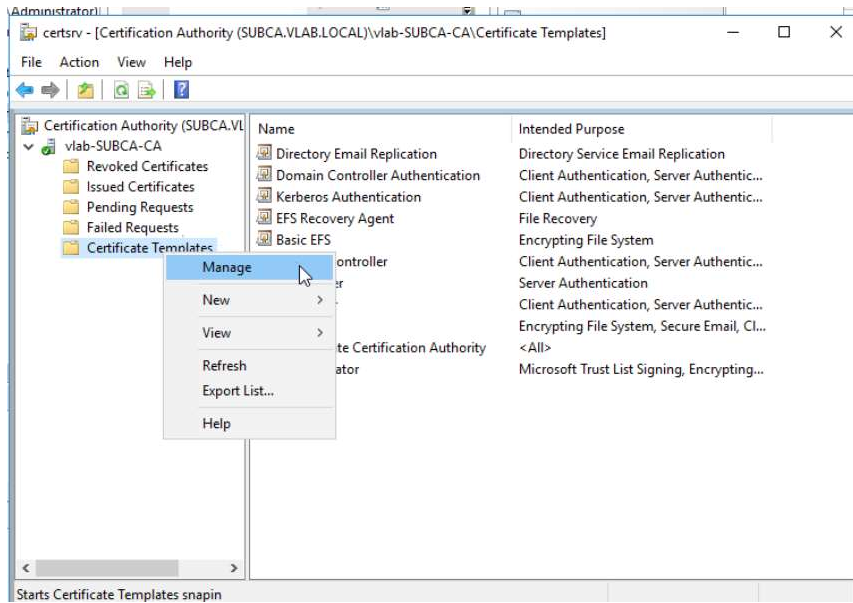 \Administrator)
certsrv - [Certification Authority (SUBCA.VLAB.LOCAL)\vlab-SUBCA-CA\Certificate Templates]
File Action View Help
Certification Authority (SUBCA.VL
vlab-SUBCA-CA
Revoked Certificates
Issued Certificates
Pending Requests
Failed Requests
Certificate Templates
Manage
New
View
Refresh
Export List...
Help
Name Intended Purpose
Directory Email Replication Directory Service Email Replication
Domain Controller Authentication Client Authentication, Server Authentic...
Kerberos Authentication Client Authentication, Server Authentic...
EFS Recovery Agent File Recovery
Basic EFS Encrypting File System
ontroller Client Authentication, Server Authentic...
er Server Authentication
Client Authentication, Server Authentic...
Encrypting File System, Secure Email, Cl...
te Certification Authority <All>
ator Microsoft Trust List Signing, Encrypting...
Starts Certificate Templates snapin